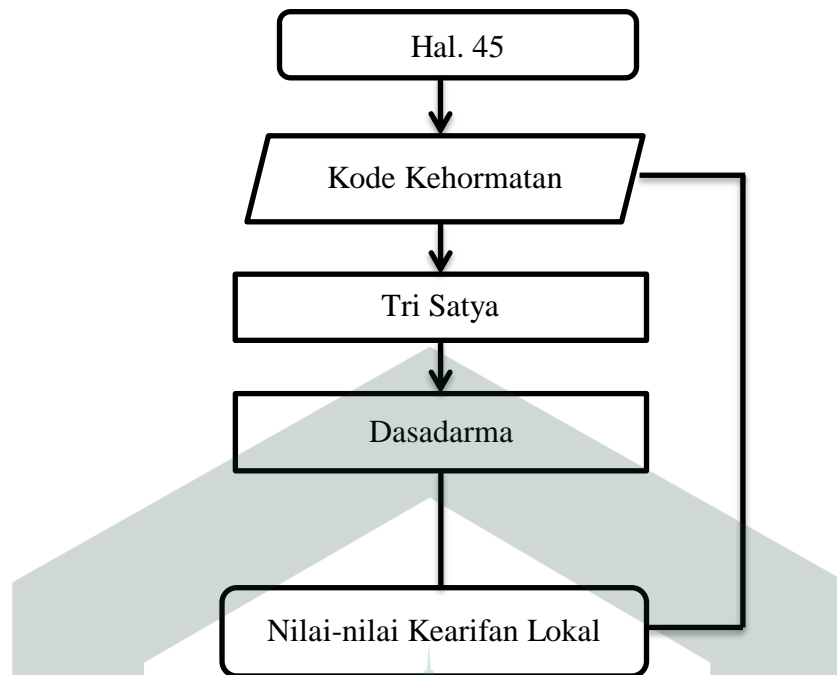 Hal. 45
Kode Kehormatan
Tri Satya
Dasadarma
Nilai-nilai Kearifan Lokal